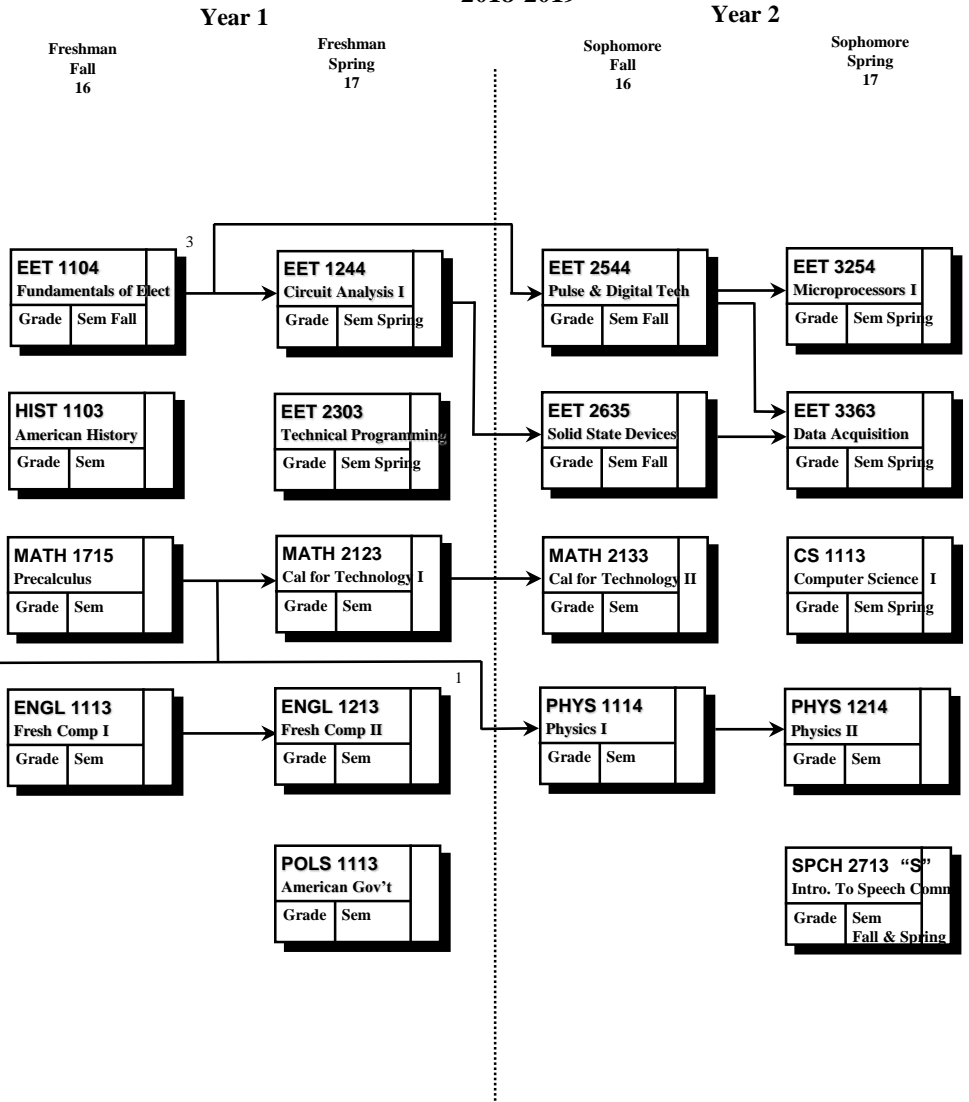 2018-2019
Year 1
Year 2
Freshman
Fall
16
Freshman
Spring
17
Sophomore
Fall
16
Sophomore
Spring
17
3
EET 1104
Fundamentals of Elect
Grade Sem Fall
EET 1244
Circuit Analysis I
Grade Sem Spring
EET 2544
Pulse & Digital Tech
Grade Sem Fall
EET 3254
Microprocessors I
Grade Sem Spring
HIST 1103
American History
Grade Sem
EET 2303
Technical Programming
Grade Sem Spring
EET 2635
Solid State Devices
Grade Sem Fall
EET 3363
Data Acquisition
Grade Sem Spring
MATH 1715
Precalculus
Grade Sem
MATH 2123
Cal for Technology I
Grade Sem
MATH 2133
Cal for Technology II
Grade Sem
CS 1113
Computer Science I
Grade Sem Spring
1
ENGL 1113
Fresh Comp I
Grade Sem
ENGL 1213
Fresh Comp II
Grade Sem
PHYS 1114
Physics I
Grade Sem
PHYS 1214
Physics II
Grade Sem
POLS 1113
American Gov’t
Grade Sem
SPCH 2713 “S”
Intro. To Speech Comm
Grade Sem
Fall & Spring